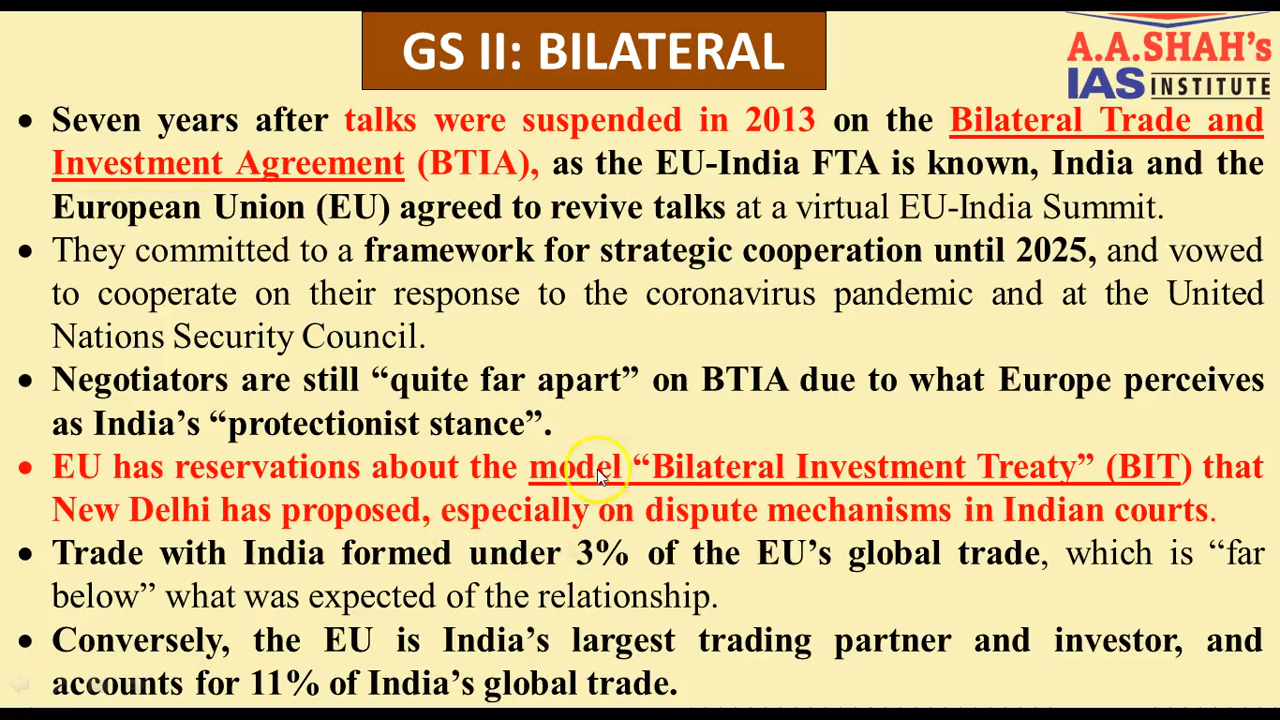 GS II: BILATERAL
A.A.SHAH's
IAS INSTITUTE
• Seven years after talks were suspended in 2013 on the Bilateral Trade and
Investment Agreement (BTIA), as the EU-India FTA is known, India and the
European Union (EU) agreed to revive talks at a virtual EU-India Summit.
• They committed to a framework for strategic cooperation until 2025, and vowed
to cooperate on their response to the coronavirus pandemic and at the United
Nations Security Council.
• Negotiators are still “quite far apart” on BTIA due to what Europe perceives
as India’s “protectionist stance”.
• EU has reservations about the model “Bilateral Investment Treaty” (BIT) that
New Delhi has proposed, especially on dispute mechanisms in Indian courts.
• Trade with India formed under 3% of the EU’s global trade, which is “far
below” what was expected of the relationship.
• Conversely, the EU is India’s largest trading partner and investor, and
accounts for 11% of India’s global trade.